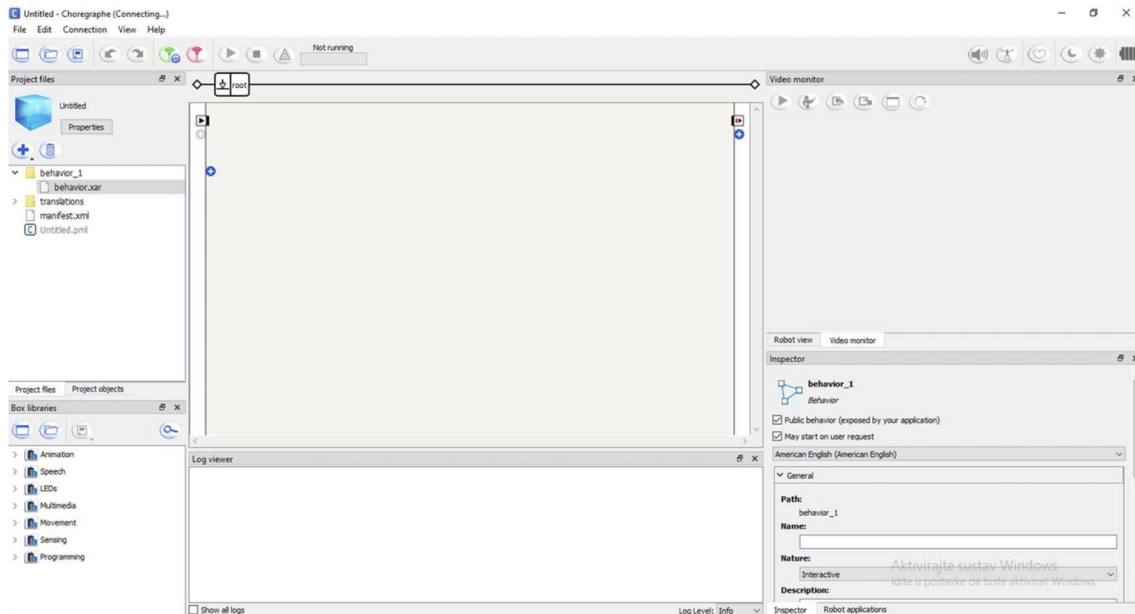 Untitled - Choregraphe (Connecting...)
File Edit Connection View Help
Not running
Project files
Untitled
Properties
behavior_1
behavior.xar
translations
manifest.xml
Untitled.pml
Project files Project objects
Box libraries
Animation
Speech
LEDs
Multimedia
Movement
Sensing
Programming
root
Log viewer
Show all logs
Log Level: Info
Video monitor
Robot view Video monitor
Inspector
behavior_1
Behavior
Public behavior (exposed by your application)
May start on user request
American English (American English)
General
Path:
behavior_1
Name:
Nature:
Interactive
Description:
Inspector Robot applications
Aktivirajte sustav Windows
Idite u postavke da biste aktivirali Windows.